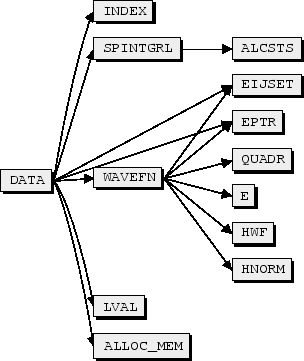 INDEX
SPINTGRL
ALCSTS
EIJSET
EPTR
QUADR
DATA
WAVEFN
E
HWF
HNORM
LVAL
ALLOC_MEM